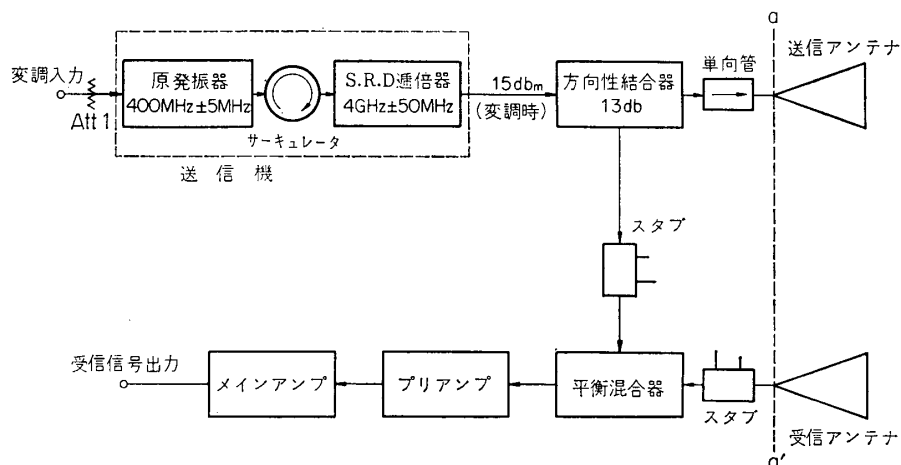 a
変調入力
Att 1
原発振器
400MHz±5MHz
サーキュレータ
S.R.D逓倍器
4GHz±50MHz
送信機
15dbm
(変調時)
方向性結合器
13db
単向管
送信アンテナ
スタブ
受信信号出力
メインアンプ
プリアンプ
平衡混合器
スタブ
受信アンテナ
a'